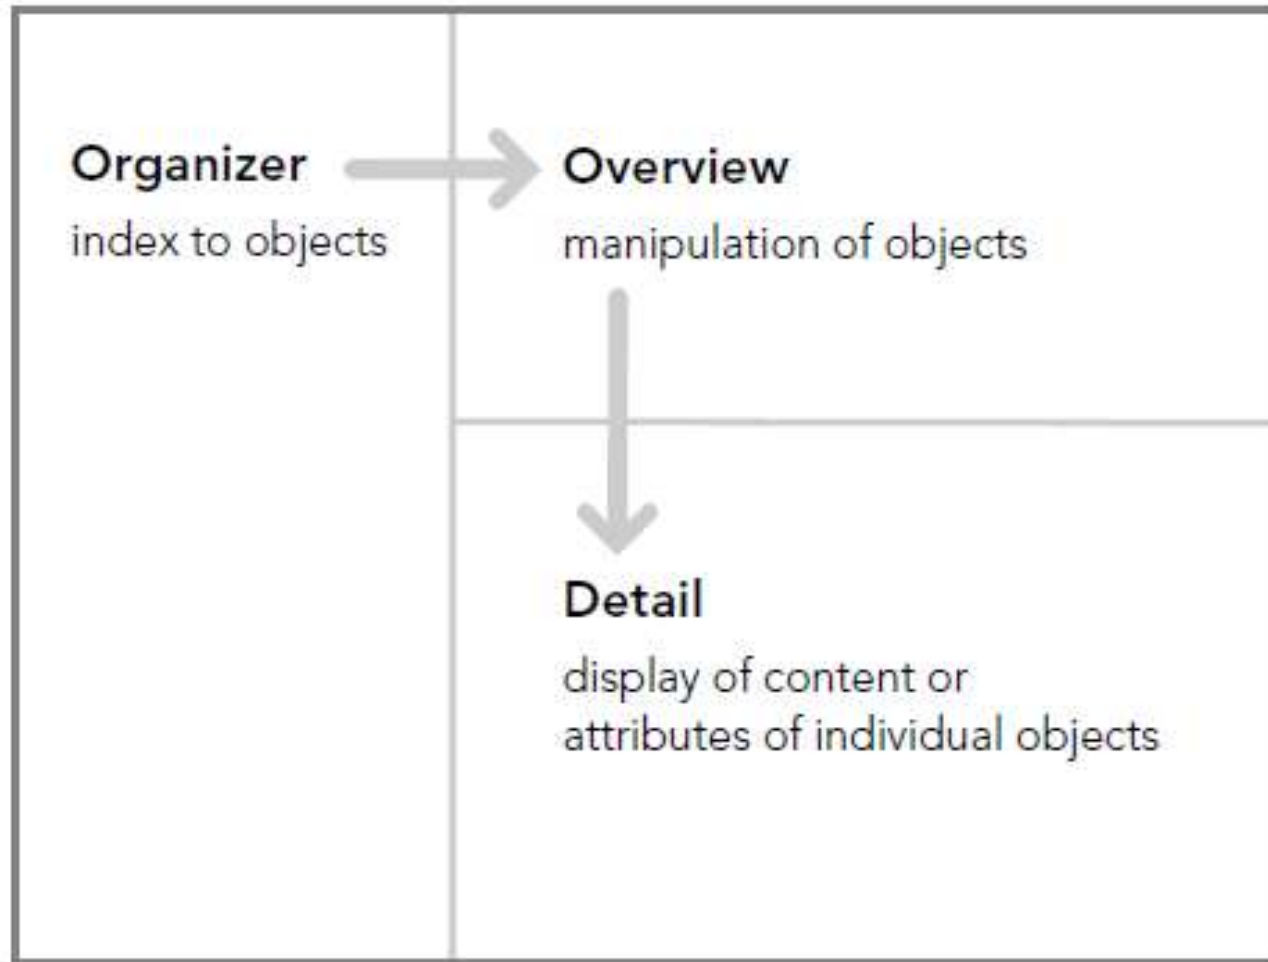 Organizer
index to objects
Overview
manipulation of objects
Detail
display of content or
attributes of individual objects